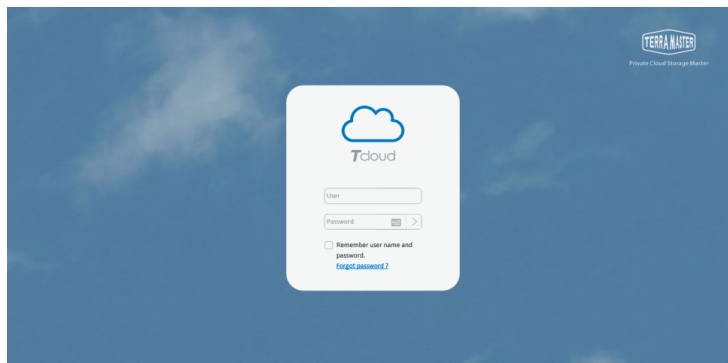 TERRA MASTER
Private Cloud Storage Master
Tcloud
User
Password
Remember user name and
password.
Forgot password ?